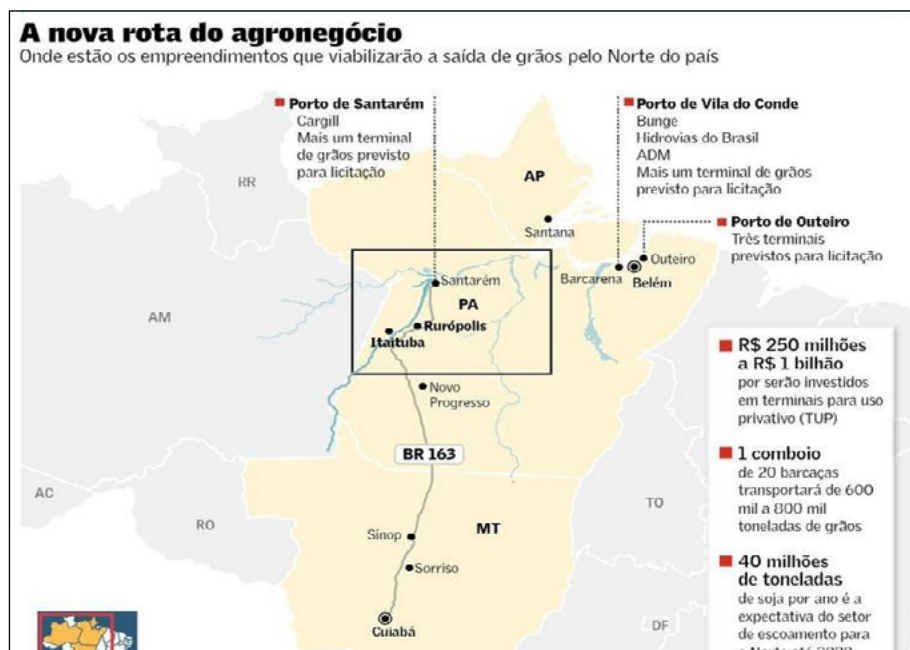 A nova rota do agronegócio
Onde estão os empreendimentos que viabilizarão a saída de grãos pelo Norte do país
Porto de Santarém
Cargill
Mais um terminal
de grãos previsto
para licitação
Porto de Vila do Conde
Bunge
Hidrovias do Brasil
ADM
Mais um terminal de grãos
previsto para licitação
Porto de Outeiro
Três terminais
previstos para licitação
RR
AP
Santana
Outeiro
Barcarena
Belém
Santarém
PA
AM
Rurópolis
Itaituba
Novo
Progresso
BR 163
AC
RO
MT
TO
Sinop
Sorriso
Cuiabá
DF
R$ 250 milhões
a R$ 1 bilhão
por serão investidos
em terminais para uso
privativo (TUP)
1 comboio
de 20 barcaças
transportará de 600
mil a 800 mil
toneladas de grãos
40 milhões
de toneladas
de soja por ano é a
expectativa do setor
de escoamento para
o Norte até